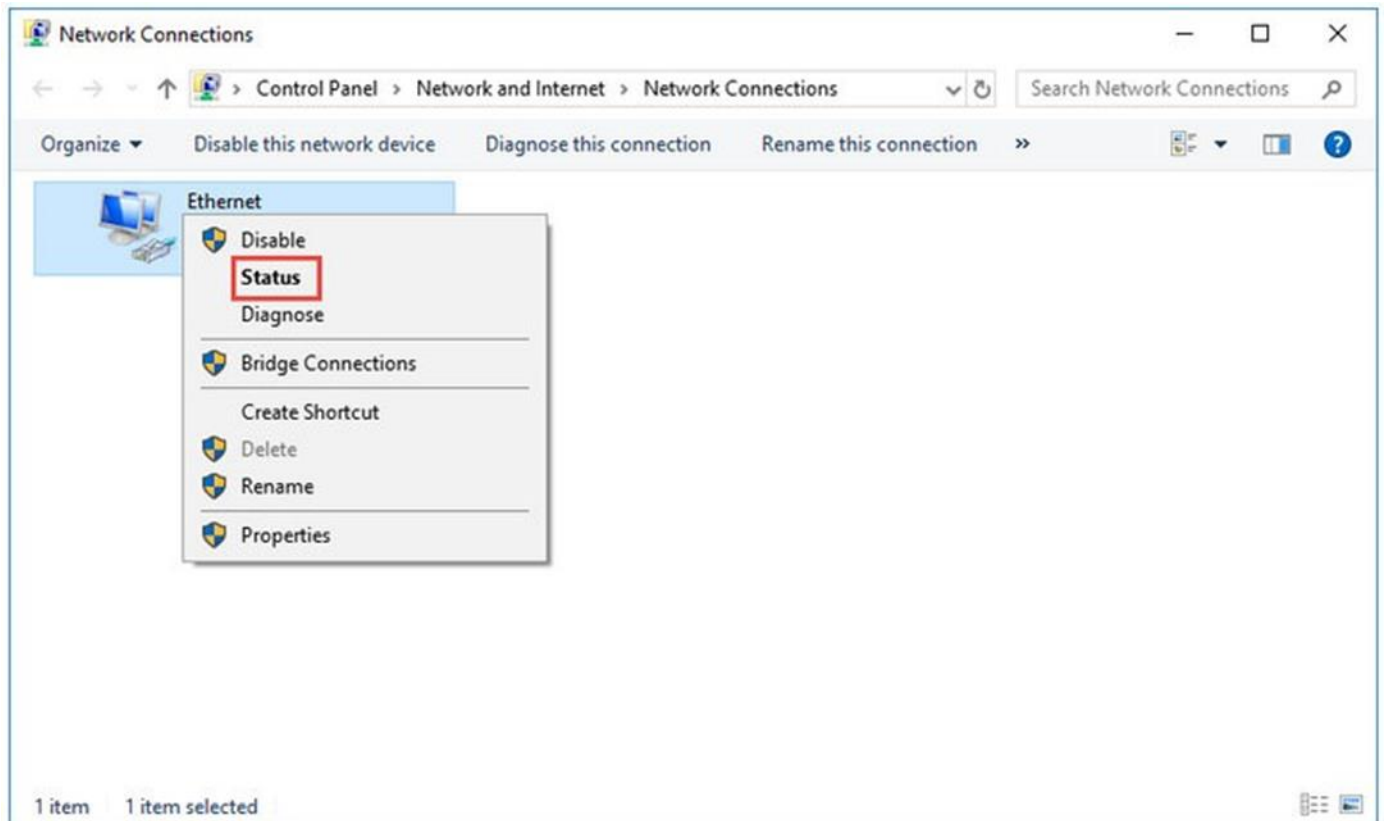 Network Connections
Control Panel > Network and Internet > Network Connections
Search Network Connections
Organize Disable this network device Diagnose this connection Rename this connection »
Ethernet
Disable
Status
Diagnose
Bridge Connections
Create Shortcut
Delete
Rename
Properties
1 item 1 item selected